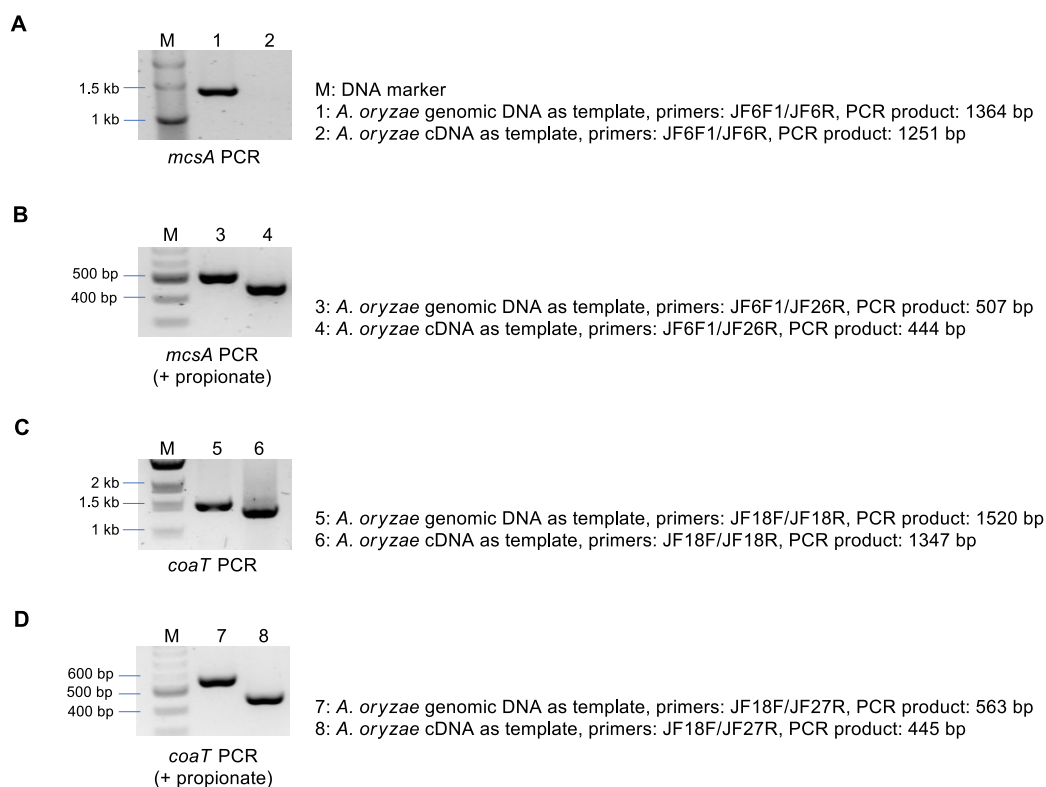 A
M 1 2
1.5 kb
1 kb
mcsA PCR
M: DNA marker
1: A. oryzae genomic DNA as template, primers: JF6F1/JF6R, PCR product: 1364 bp
2: A. oryzae cDNA as template, primers: JF6F1/JF6R, PCR product: 1251 bp
B
M 3 4
500 bp
400 bp
mcsA PCR
(+ propionate)
3: A. oryzae genomic DNA as template, primers: JF6F1/JF26R, PCR product: 507 bp
4: A. oryzae cDNA as template, primers: JF6F1/JF26R, PCR product: 444 bp
C
M 5 6
2 kb
1.5 kb
1 kb
coaT PCR
5: A. oryzae genomic DNA as template, primers: JF18F/JF18R, PCR product: 1520 bp
6: A. oryzae cDNA as template, primers: JF18F/JF18R, PCR product: 1347 bp
D
M 7 8
600 bp
500 bp
400 bp
coaT PCR
(+ propionate)
7: A. oryzae genomic DNA as template, primers: JF18F/JF27R, PCR product: 563 bp
8: A. oryzae cDNA as template, primers: JF18F/JF27R, PCR product: 445 bp